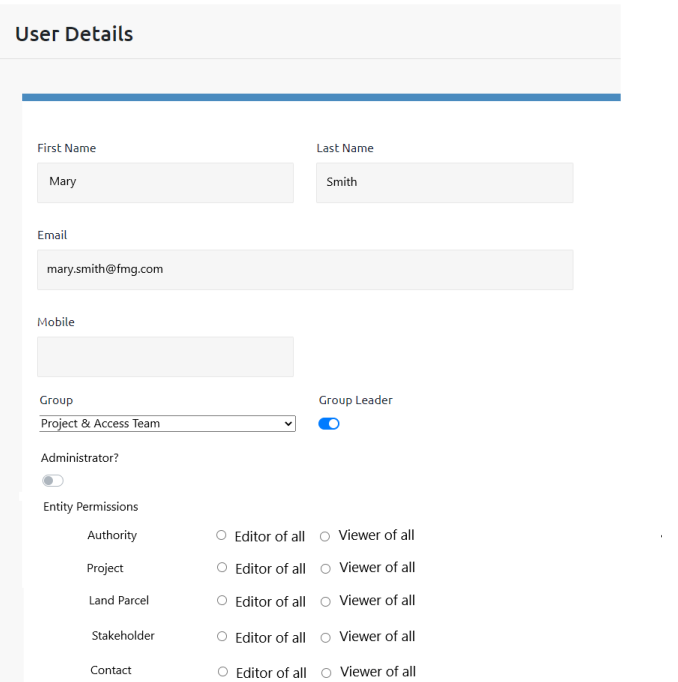 User Details
First Name Last Name
Mary Smith
Email
mary.smith@fmg.com
Mobile
Group Group Leader
Project & Access Team
Administrator?
Entity Permissions
Authority Editor of all Viewer of all
Project Editor of all Viewer of all
Land Parcel Editor of all Viewer of all
Stakeholder Editor of all Viewer of all
Contact Editor of all Viewer of all